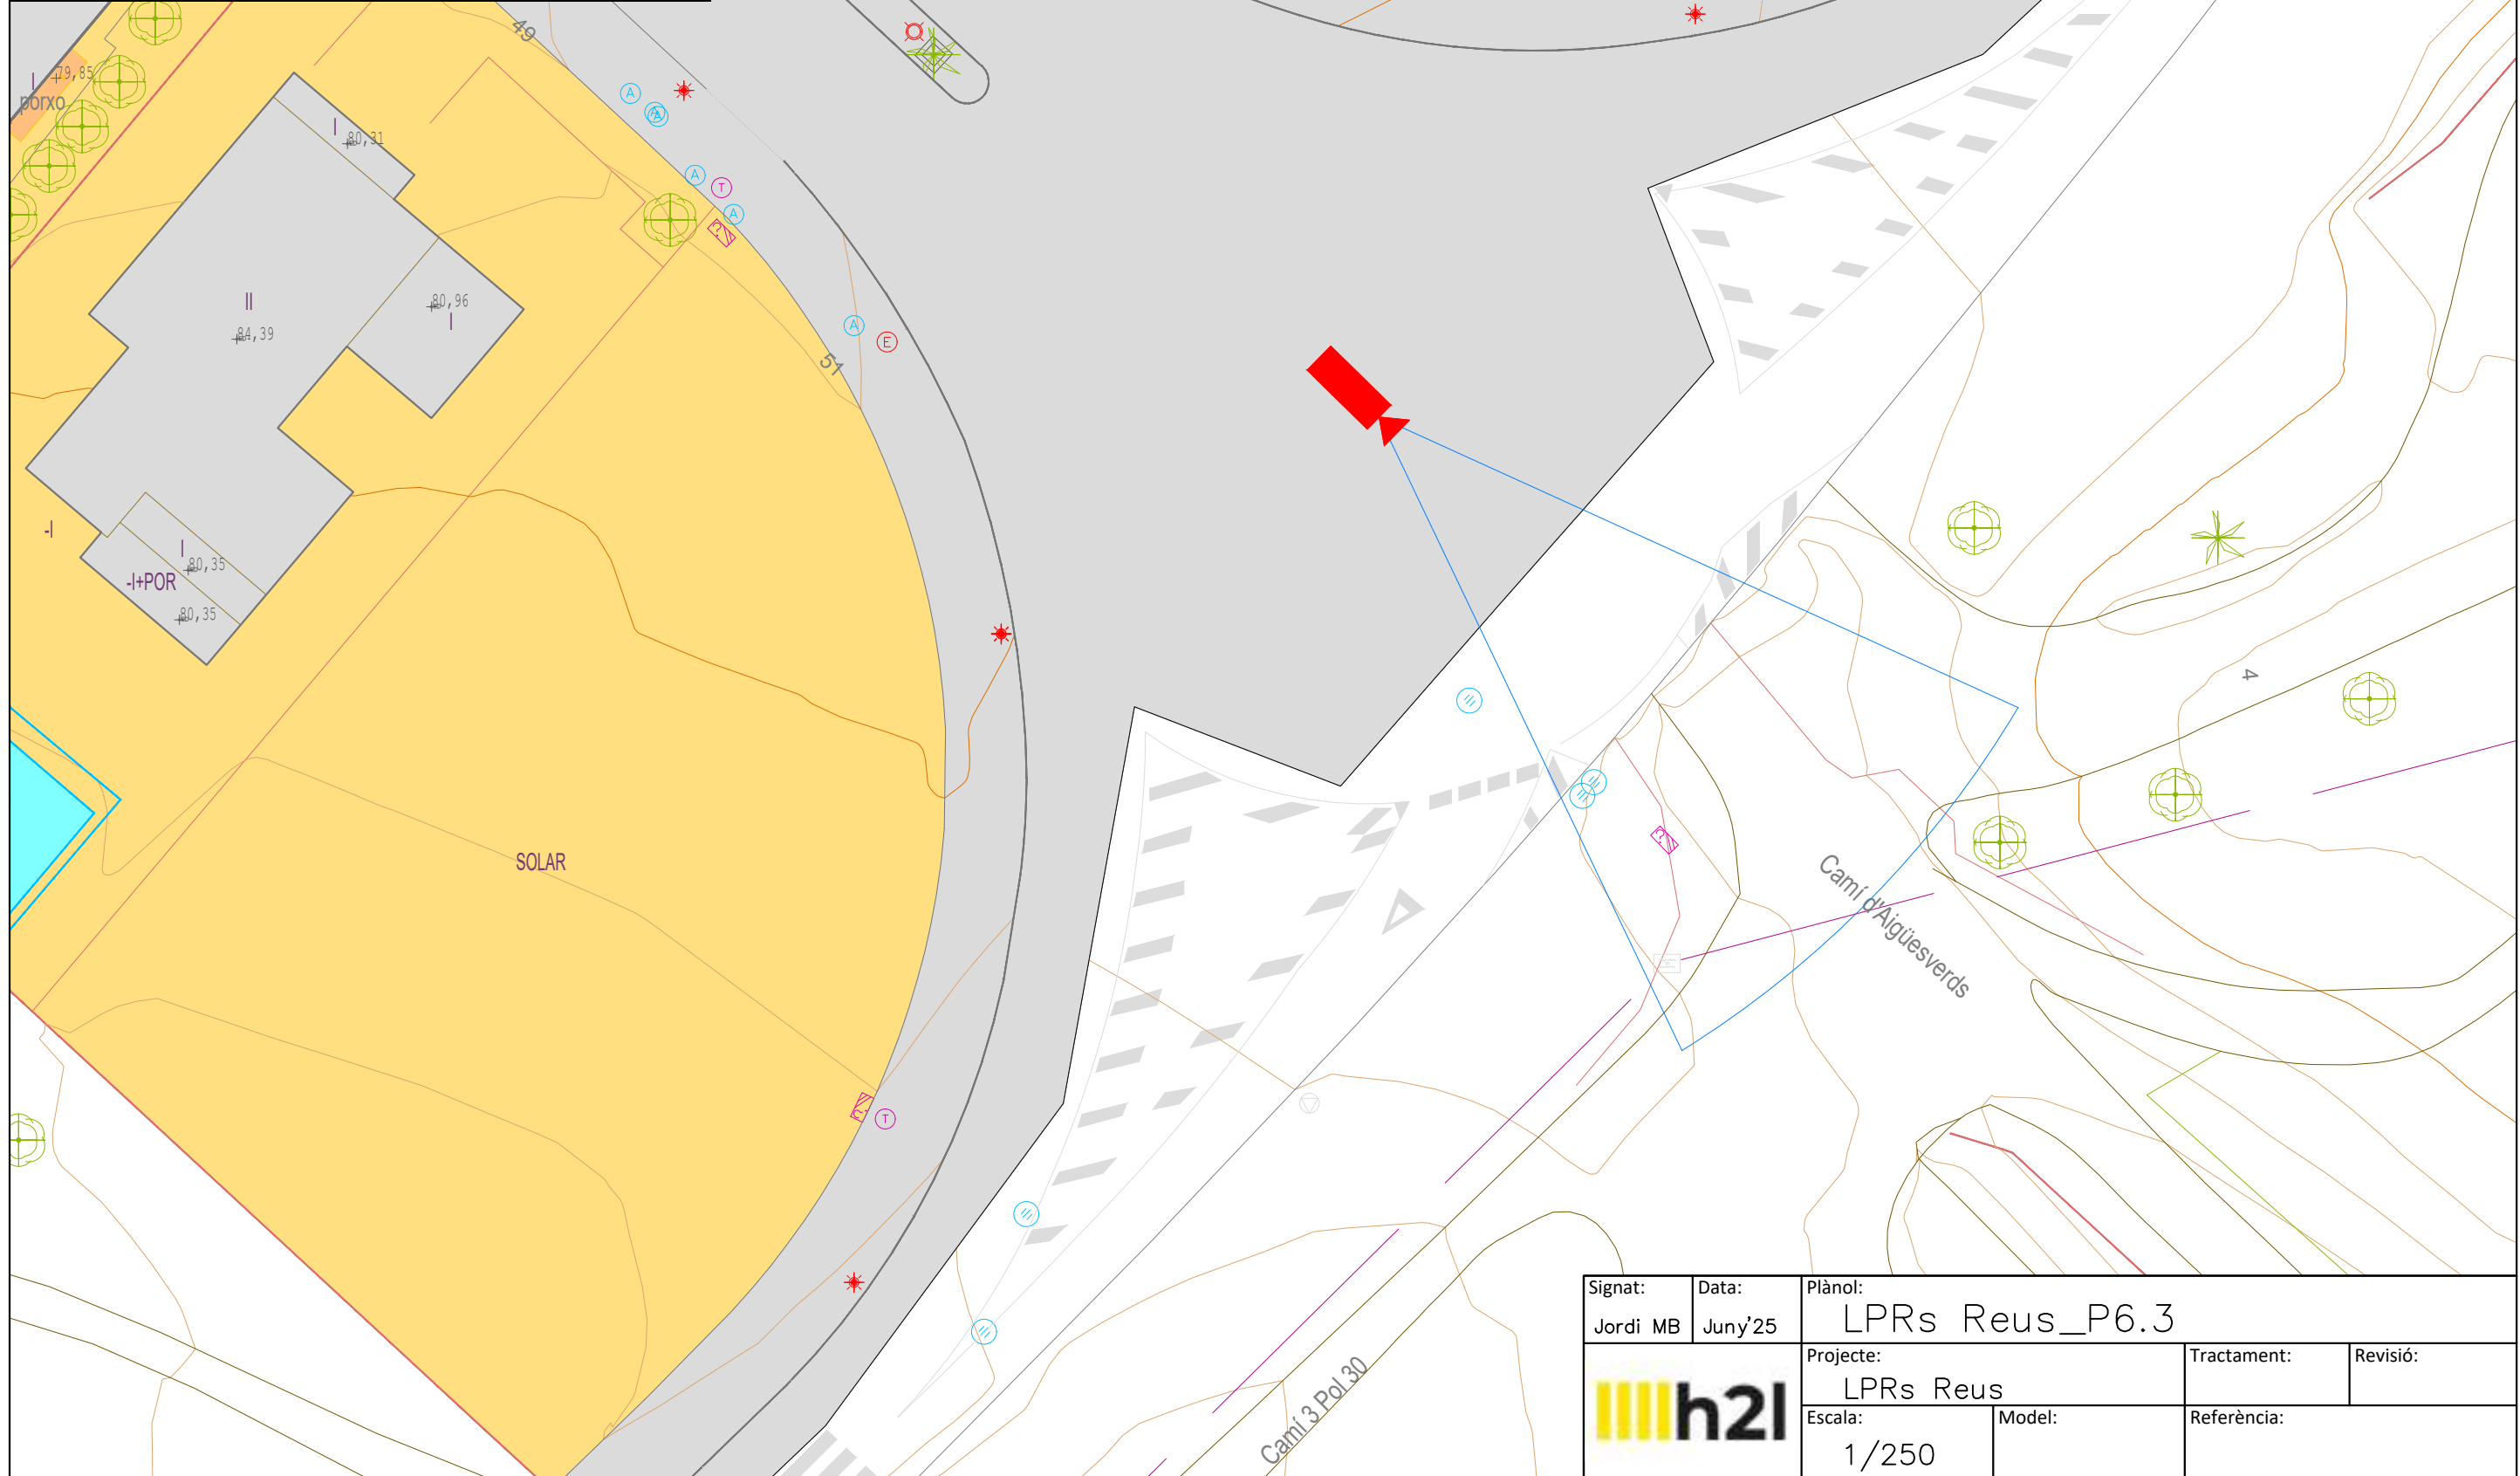 49
79,85
I
porxo
I
80,31
A
A
A
A
T
A
?
II
84,39
80,96
I
A
E
51
-I
I
80,35
-I+POR
80,35
4
SOLAR
?
Camí d'Aigüesverds
?
T
Camí 3 Pol 30
Signat:
Jordi MB
Data:
Juny'25
Plànol:
LPRs Reus_P6.3
h2I
Projecte:
LPRs Reus
Tractament:
Revisió:
Escala:
1/250
Model:
Referència: